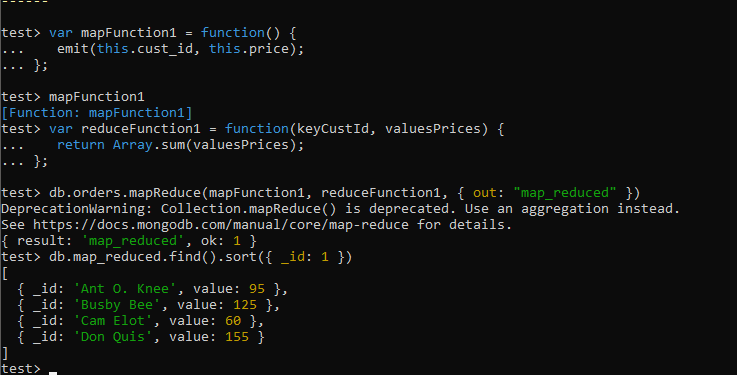 ------
test> var mapFunction1 = function() {
...    emit(this.cust_id, this.price);
... };
test> mapFunction1
[Function: mapFunction1]
test> var reduceFunction1 = function(keyCustId, valuesPrices) {
...    return Array.sum(valuesPrices);
... };
test> db.orders.mapReduce(mapFunction1, reduceFunction1, { out: "map_reduced" })
DeprecationWarning: Collection.mapReduce() is deprecated. Use an aggregation instead.
See https://docs.mongodb.com/manual/core/map-reduce for details.
{ result: 'map_reduced', ok: 1 }
test> db.map_reduced.find().sort({ _id: 1 })
[
  { _id: 'Ant O. Knee', value: 95 },
  { _id: 'Busby Bee', value: 125 },
  { _id: 'Cam Elot', value: 60 },
  { _id: 'Don Quis', value: 155 }
]
test> _